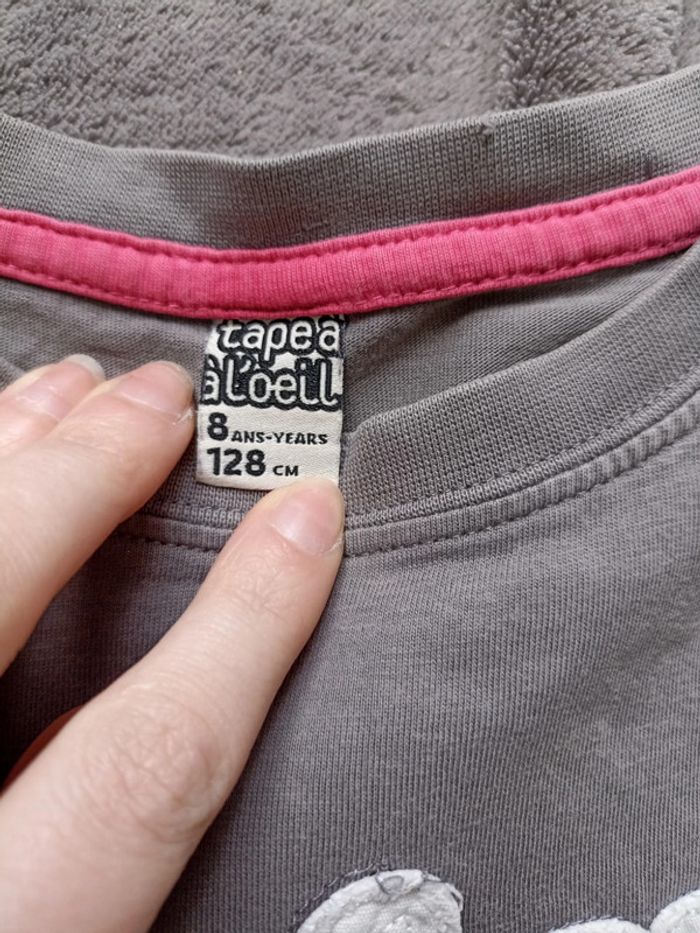 tape à
à l'oeil
8 ANS-YEARS
128 CM